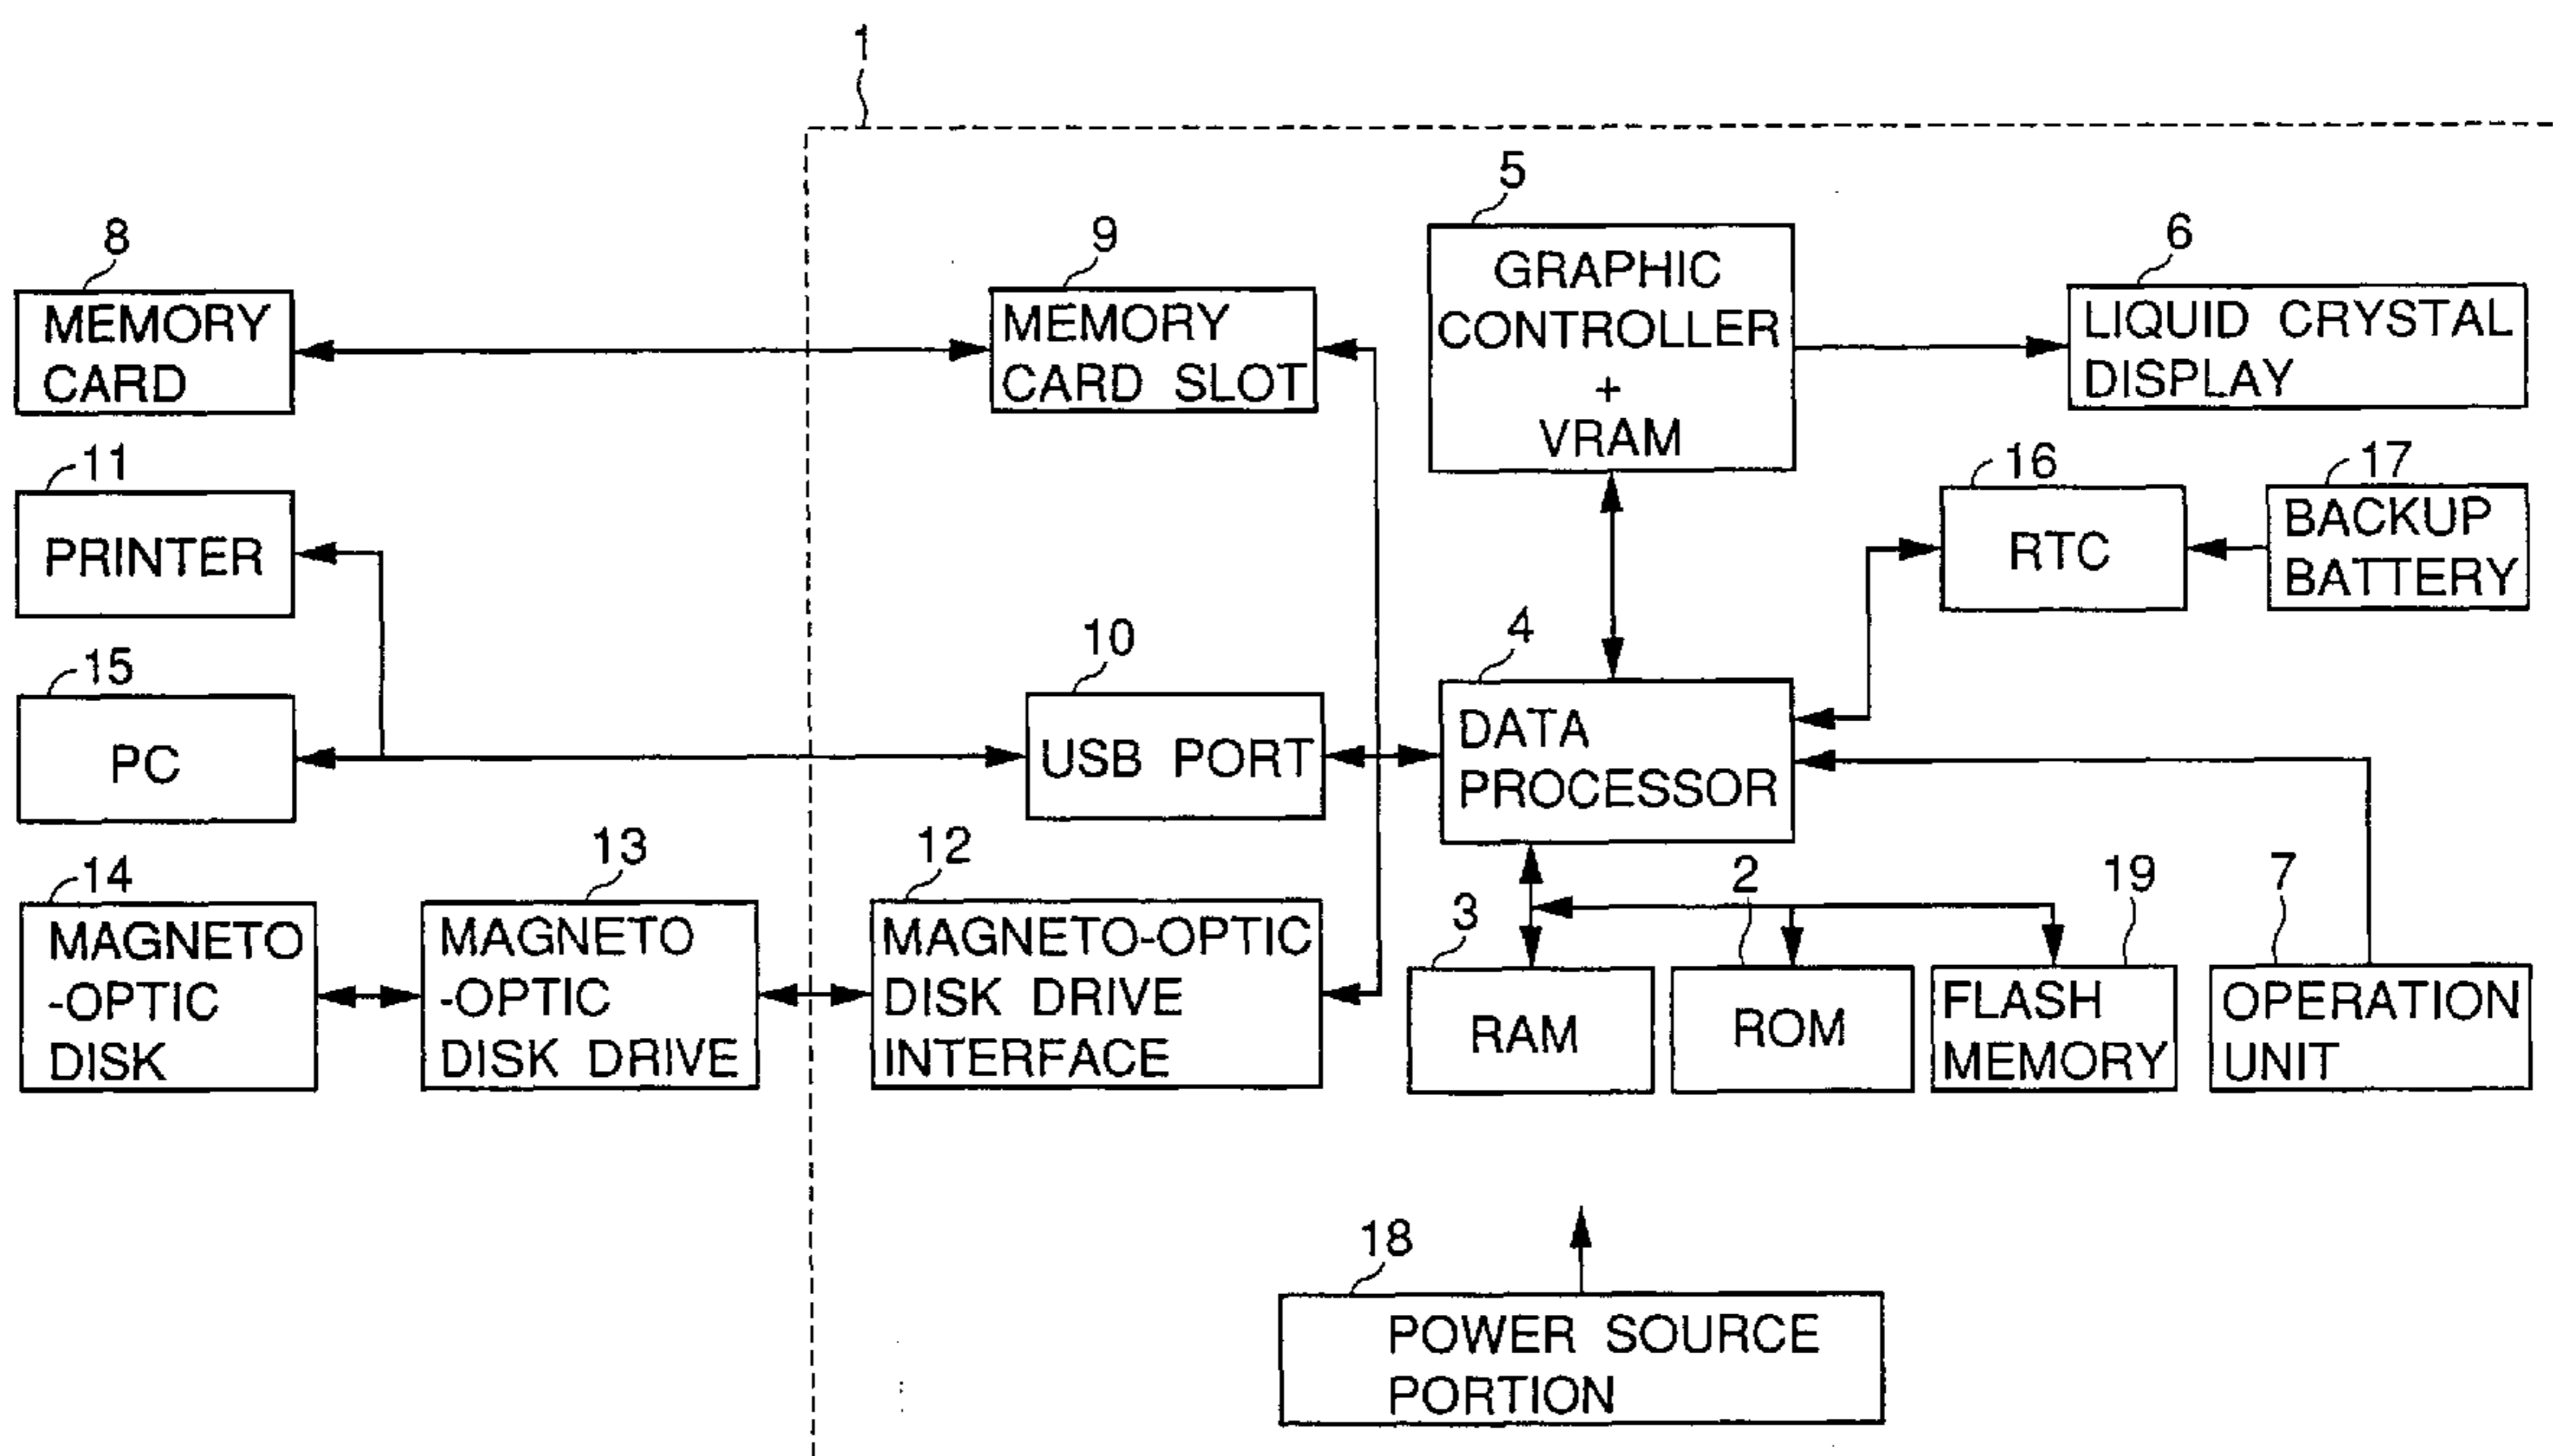 1
5
GRAPHIC
CONTROLLER
+
VRAM
6
LIQUID CRYSTAL
DISPLAY
8
MEMORY
CARD
9
MEMORY
CARD SLOT
11
PRINTER
16
RTC
17
BACKUP
BATTERY
15
PC
10
USB PORT
4
DATA
PROCESSOR
14
MAGNETO
-OPTIC
DISK
13
MAGNETO
-OPTIC
DISK DRIVE
12
MAGNETO-OPTIC
DISK DRIVE
INTERFACE
3
RAM
2
ROM
19
FLASH
MEMORY
7
OPERATION
UNIT
18
POWER SOURCE
PORTION